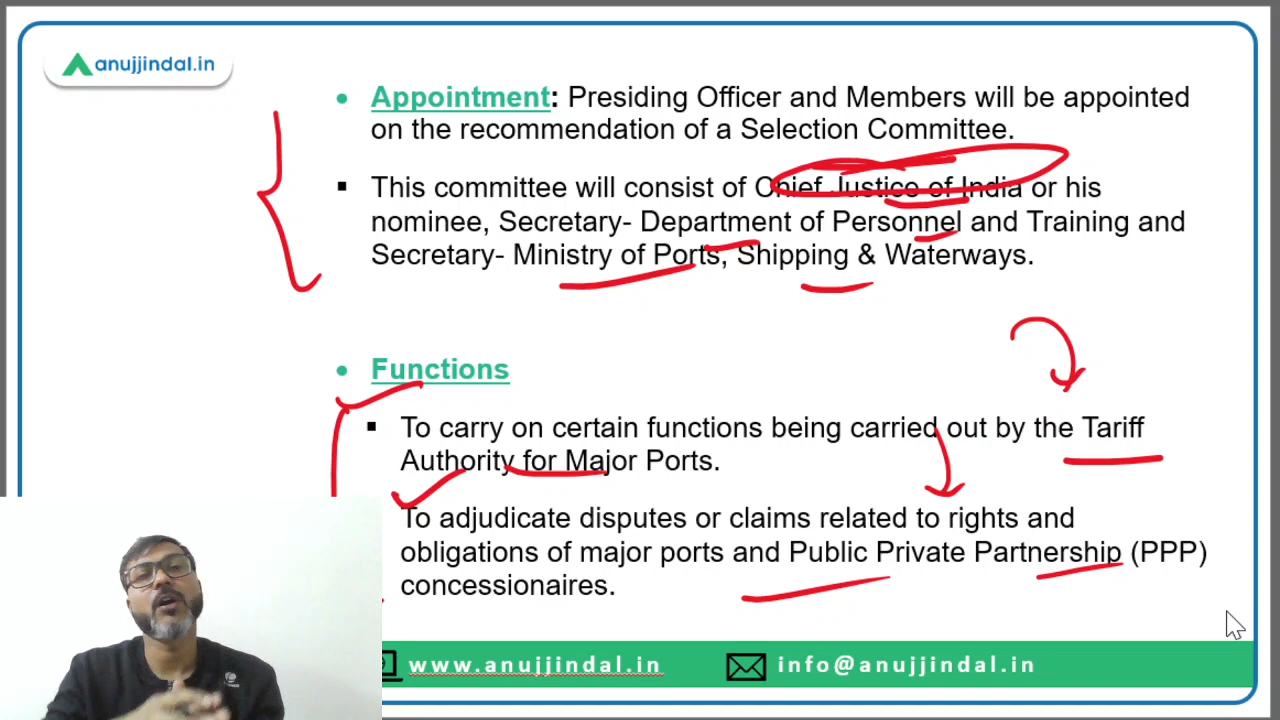 anujjindal.in
• Appointment: Presiding Officer and Members will be appointed
on the recommendation of a Selection Committee.
▪ This committee will consist of Chief Justice of India or his
nominee, Secretary- Department of Personnel and Training and
Secretary- Ministry of Ports, Shipping & Waterways.
• Functions
▪ To carry on certain functions being carried out by the Tariff
Authority for Major Ports.
To adjudicate disputes or claims related to rights and
obligations of major ports and Public Private Partnership (PPP)
concessionaires.
www.anujjindal.in info@anujjindal.in